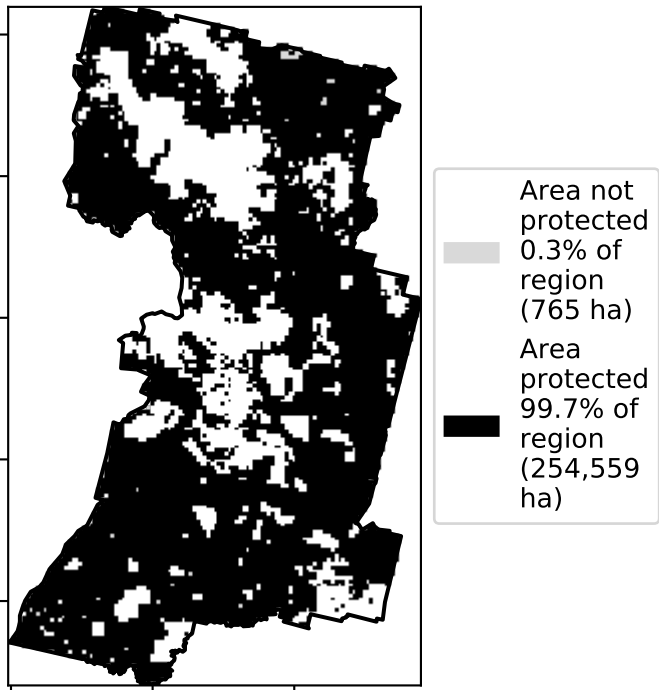 Area not
protected
0.3% of
region
(765 ha)
Area
protected
99.7% of
region
(254,559
ha)